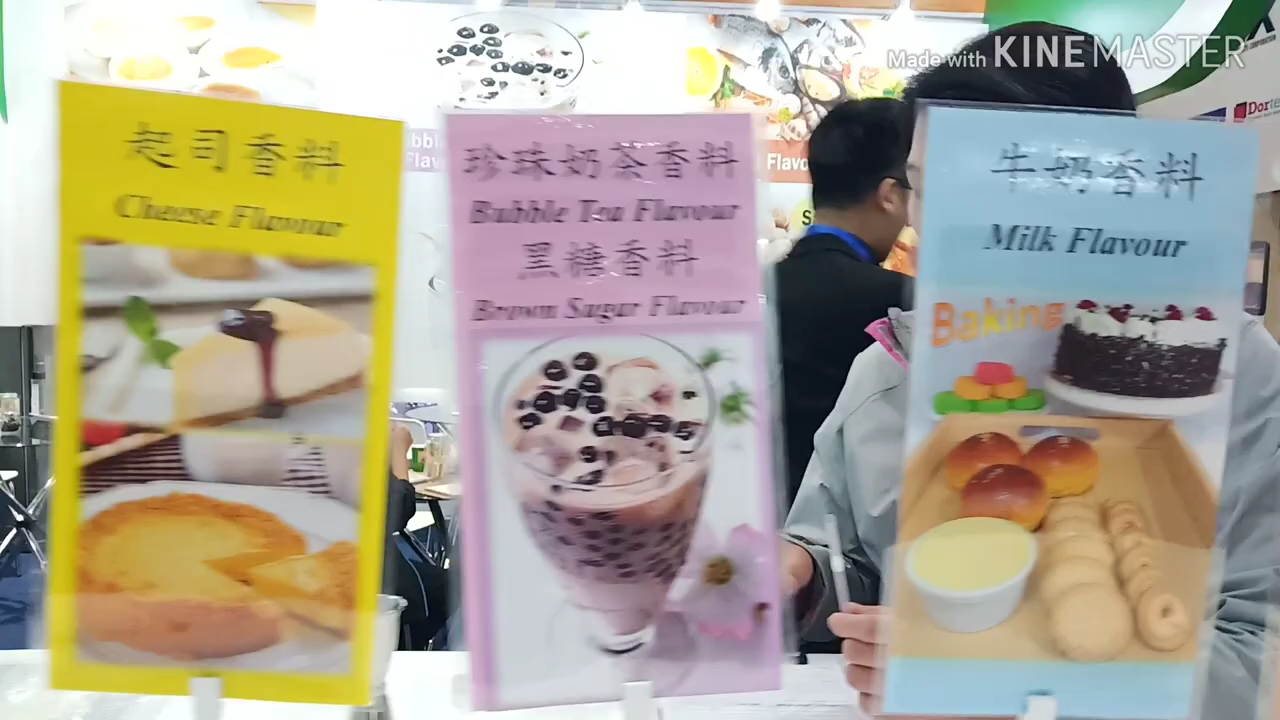 Made with KINEMASTER
起司香料
Cheese Flavour
珍珠奶茶香料
Bubble Tea Flavour
黑糖香料
Brown Sugar Flavour
牛奶香料
Milk Flavour
Baking
Flavo